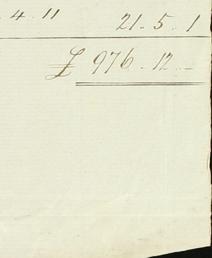 . 4. 11 21. 5. 1
£ 976. 12. -